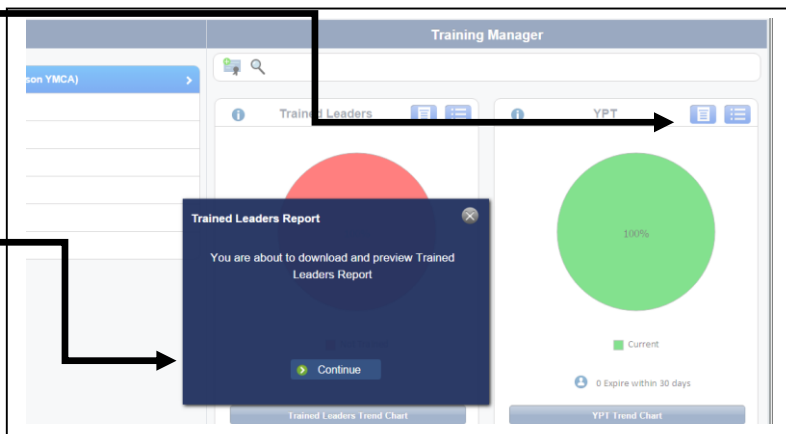 Training Manager
son YMCA)
Trained Leaders
YPT
Trained Leaders Report
You are about to download and preview Trained
Leaders Report
Continue
100%
Current
0 Expire within 30 days
Trained Leaders Trend Chart
YPT Trend Chart